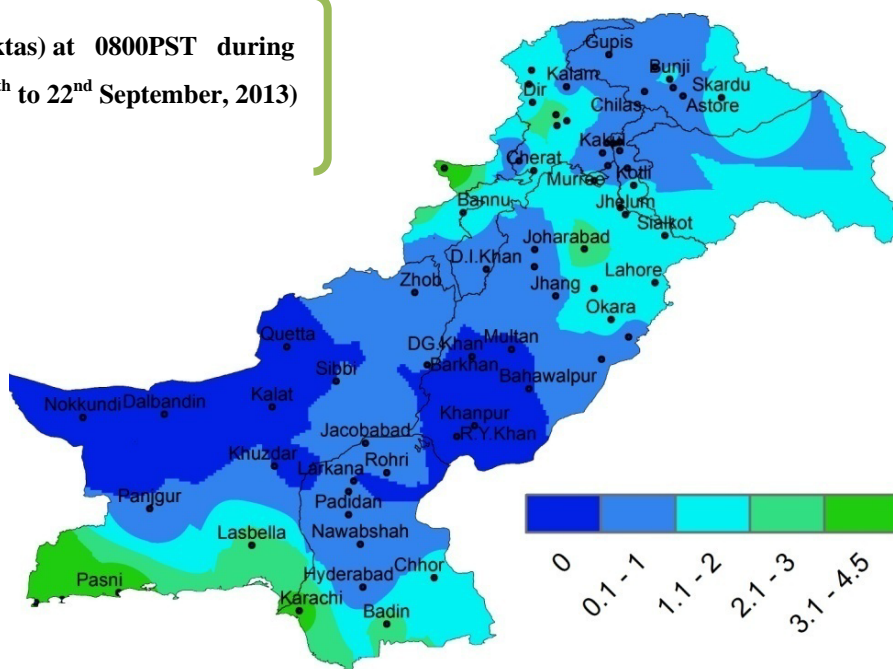 ktas) at 0800PST during
th to 22nd September, 2013)
Gupis
Bunji
Kalam
Skardu
Dir
Chilas
Astore
Kakul
Cherat
Murree
Kotli
Bannu
Jhelum
Sialkot
Joharabad
D.I.Khan
Lahore
Zhob
Jhang
Okara
Quetta
Multan
DG.Khan
Barkhan
Sibbi
Bahawalpur
Kalat
Dalbandin
Nokkundi
Khanpur
R.Y.Khan
Jacobabad
Khuzdar
Rohri
Larkana
Panjgur
Padidan
Lasbella
Nawabshah
Chhor
Pasni
Hyderabad
Karachi
Badin
0
0.1 - 1
1.1 - 2
2.1 - 3
3.1 - 4.5